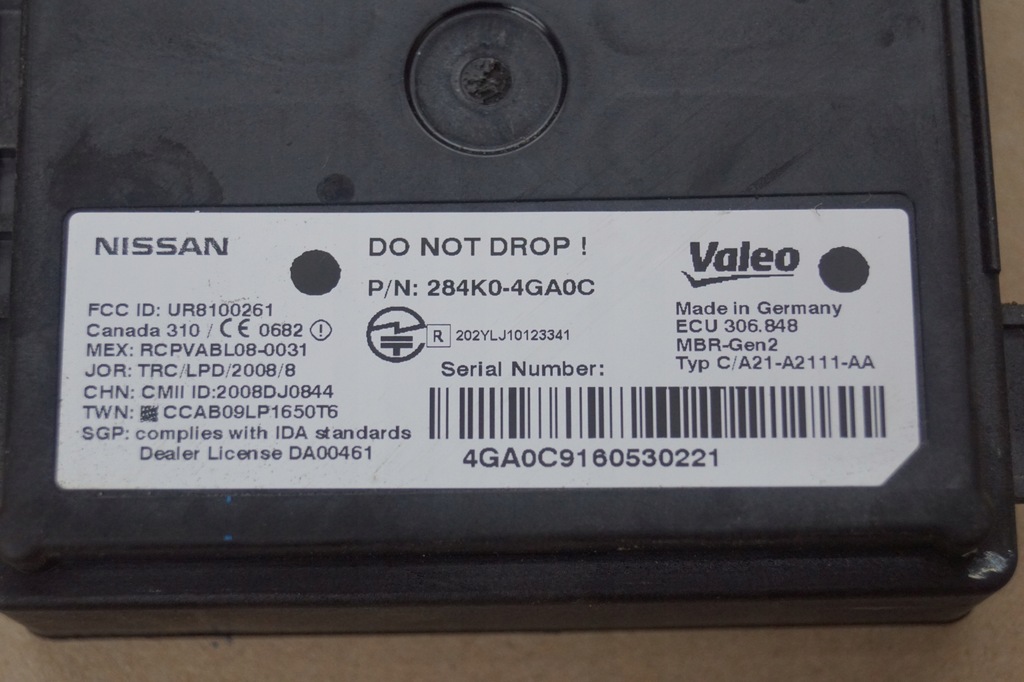 NISSAN
DO NOT DROP !
Valeo
P/N: 284K0-4GA0C
FCC ID: UR8100261
Canada 310 / CE 0682
MEX: RCPVABL08-0031
JOR: TRC/LPD/2008/8
CHN: CMII ID:2008DJ0844
TWN: CCAB09LP1650T6
SGP: complies with IDA standards
Dealer License DA00461
R 202YLJ10123341
Serial Number:
4GA0C9160530221
Made in Germany
ECU 306.848
MBR-Gen2
Typ C/A21-A2111-AA